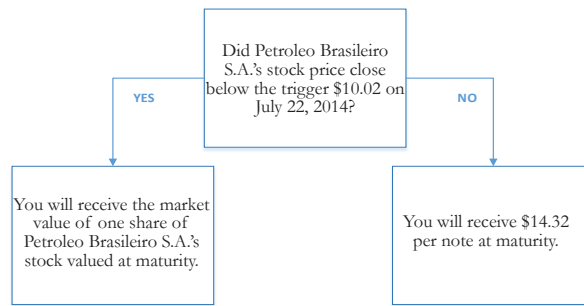 Did Petroleo Brasileiro
S.A.'s stock price close
below the trigger $10.02 on
July 22, 2014?
YES
NO
You will receive the market
value of one share of
Petroleo Brasileiro S.A.'s
stock valued at maturity.
You will receive $14.32
per note at maturity.